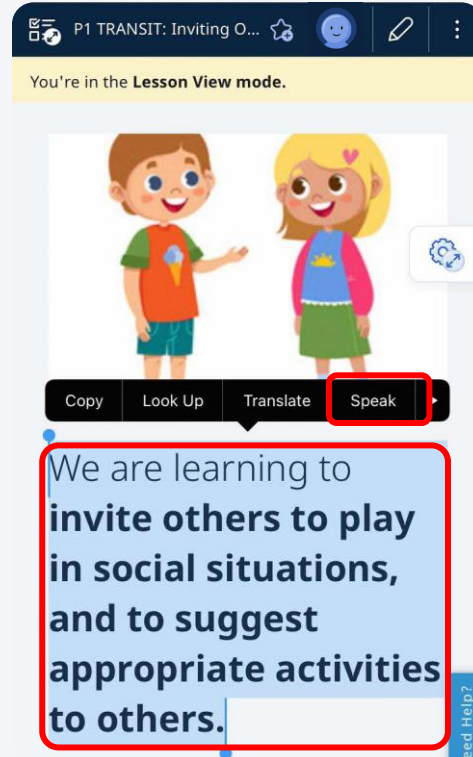 P1 TRANSIT: Inviting O...
You're in the Lesson View mode.
Copy Look Up Translate Speak
We are learning to
invite others to play
in social situations,
and to suggest
appropriate activities
to others.
eed Help?